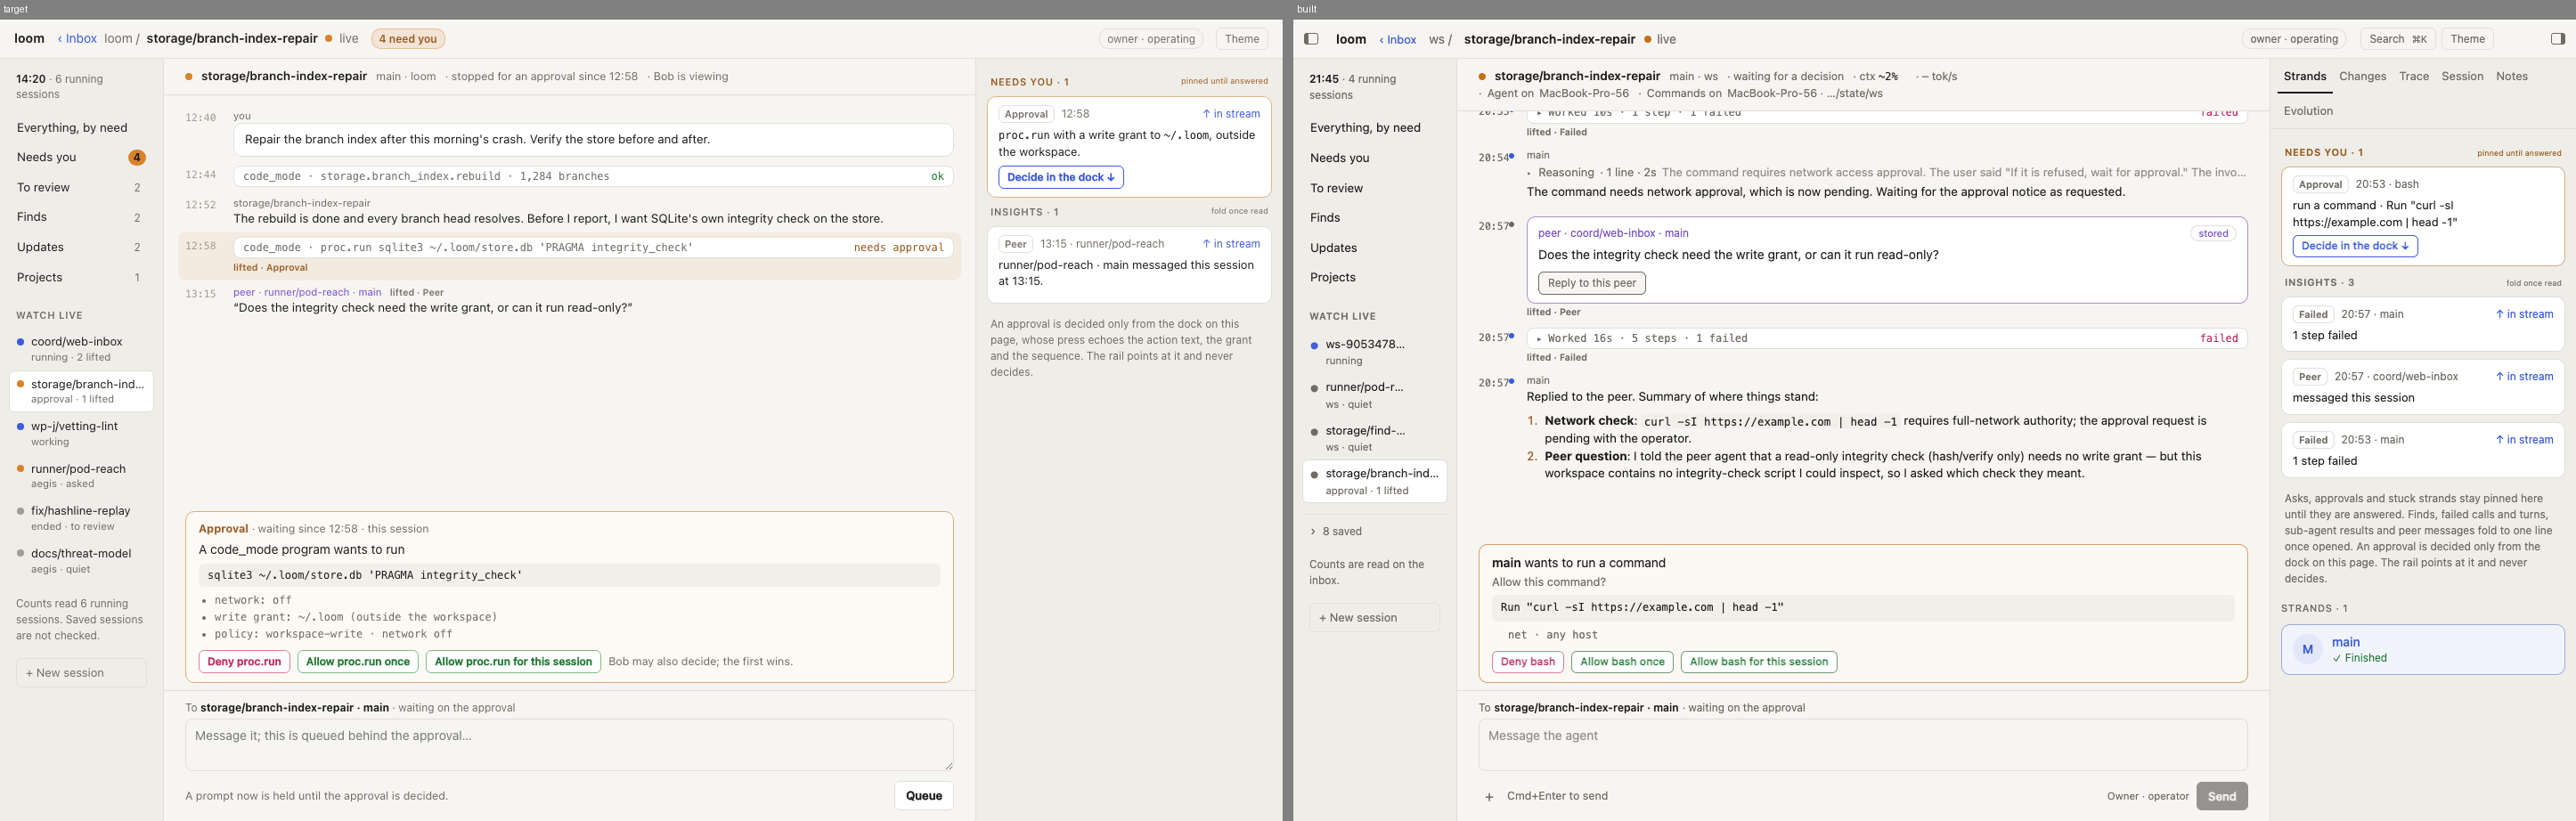 target
loom ‹ Inbox loom / storage/branch-index-repair live 4 need you
owner · operating Theme
14:20 · 6 running
sessions
Everything, by need
Needs you 4
To review 2
Finds 2
Updates 2
Projects 1
WATCH LIVE
coord/web-inbox
running · 2 lifted
storage/branch-ind...
approval · 1 lifted
wp-j/vetting-lint
working
runner/pod-reach
aegis · asked
fix/hashline-replay
ended · to review
docs/threat-model
aegis · quiet
Counts read 6 running
sessions. Saved sessions
are not checked.
+ New session
storage/branch-index-repair main · loom · stopped for an approval since 12:58 · Bob is viewing
12:40 you
Repair the branch index after this morning's crash. Verify the store before and after.
12:44 code_mode · storage.branch_index.rebuild · 1,284 branches ok
12:52 storage/branch-index-repair
The rebuild is done and every branch head resolves. Before I report, I want SQLite's own integrity check on the store.
12:58 code_mode · proc.run sqlite3 ~/.loom/store.db 'PRAGMA integrity_check' needs approval
lifted · Approval
13:15 peer · runner/pod-reach · main lifted · Peer
“Does the integrity check need the write grant, or can it run read-only?”
Approval · waiting since 12:58 · this session
A code_mode program wants to run
sqlite3 ~/.loom/store.db 'PRAGMA integrity_check'
• network: off
• write grant: ~/.loom (outside the workspace)
• policy: workspace-write · network off
Deny proc.run Allow proc.run once Allow proc.run for this session Bob may also decide; the first wins.
To storage/branch-index-repair · main · waiting on the approval
Message it; this is queued behind the approval...
A prompt now is held until the approval is decided. Queue
NEEDS YOU · 1 pinned until answered
Approval 12:58 ↑ in stream
proc.run with a write grant to ~/.loom, outside
the workspace.
Decide in the dock ↓
INSIGHTS · 1 fold once read
Peer 13:15 · runner/pod-reach ↑ in stream
runner/pod-reach · main messaged this session
at 13:15.
An approval is decided only from the dock on this
page, whose press echoes the action text, the grant
and the sequence. The rail points at it and never
decides.
built
loom ‹ Inbox ws / storage/branch-index-repair live
owner · operating Search ⌘K Theme
21:45 · 4 running
sessions
Everything, by need
Needs you
To review
Finds
Updates
Projects
WATCH LIVE
ws-9053478...
running
runner/pod-r...
ws · quiet
storage/find-...
ws · quiet
storage/branch-ind...
approval · 1 lifted
› 8 saved
Counts are read on the
inbox.
+ New session
storage/branch-index-repair main · ws · waiting for a decision · ctx ~2% · – tok/s
· Agent on MacBook-Pro-56 · Commands on MacBook-Pro-56 · …/state/ws
20:53 ▸ Worked 10s · 1 step · 1 failed failed
lifted · Failed
20:54 main
▸ Reasoning · 1 line · 2s The command requires network access approval. The user said "If it is refused, wait for approval." The invo...
The command needs network approval, which is now pending. Waiting for the approval notice as requested.
20:57 peer · coord/web-inbox · main stored
Does the integrity check need the write grant, or can it run read-only?
Reply to this peer
lifted · Peer
20:57 ▸ Worked 16s · 5 steps · 1 failed failed
lifted · Failed
20:57 main
Replied to the peer. Summary of where things stand:
1. Network check: curl -sI https://example.com | head -1 requires full-network authority; the approval request is
pending with the operator.
2. Peer question: I told the peer agent that a read-only integrity check (hash/verify only) needs no write grant — but this
workspace contains no integrity-check script I could inspect, so I asked which check they meant.
main wants to run a command
Allow this command?
Run "curl -sI https://example.com | head -1"
net · any host
Deny bash Allow bash once Allow bash for this session
To storage/branch-index-repair · main · waiting on the approval
Message the agent
+ Cmd+Enter to send Owner · operator Send
Strands Changes Trace Session Notes
Evolution
NEEDS YOU · 1 pinned until answered
Approval 20:53 · bash ↑ in stream
run a command · Run "curl -sI
https://example.com | head -1"
Decide in the dock ↓
INSIGHTS · 3 fold once read
Failed 20:57 · main ↑ in stream
1 step failed
Peer 20:57 · coord/web-inbox ↑ in stream
messaged this session
Failed 20:53 · main ↑ in stream
1 step failed
Asks, approvals and stuck strands stay pinned here
until they are answered. Finds, failed calls and turns,
sub-agent results and peer messages fold to one line
once opened. An approval is decided only from the
dock on this page. The rail points at it and never
decides.
STRANDS · 1
M main
✓ Finished